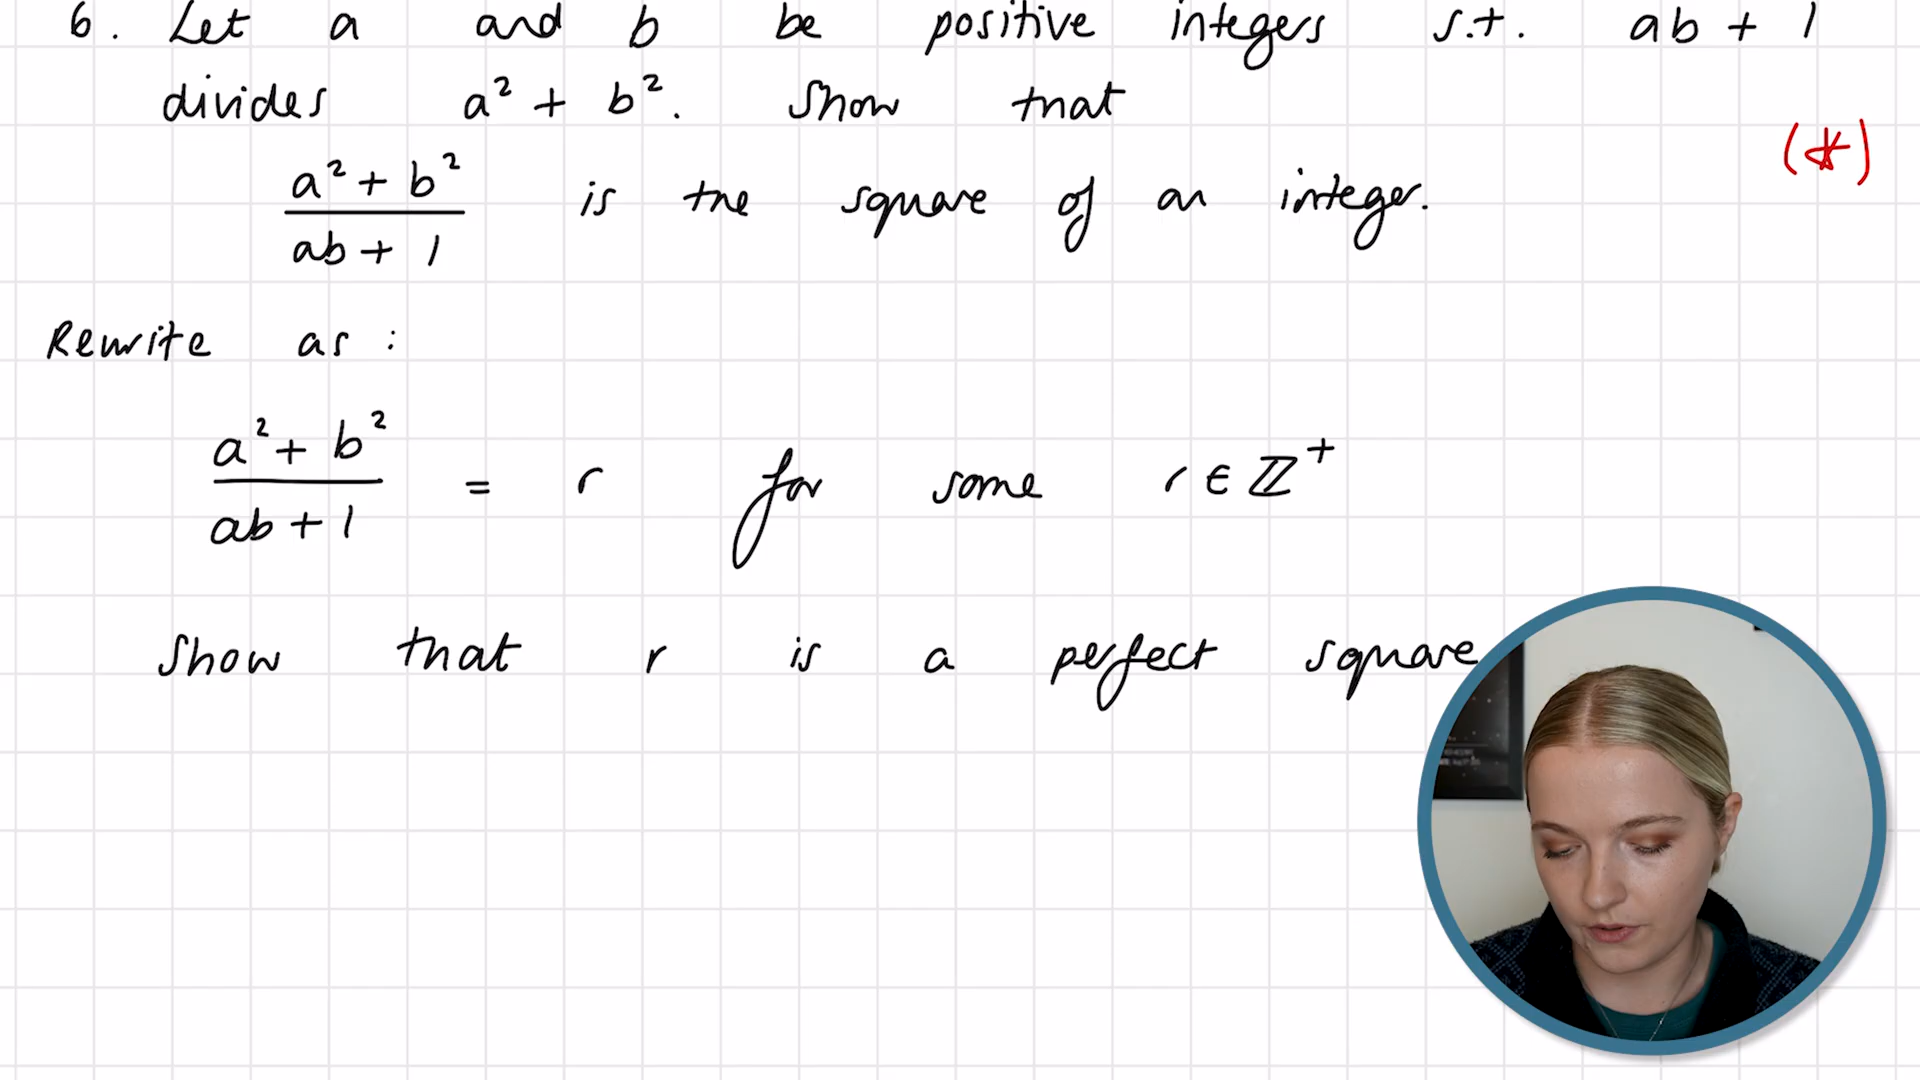 6. Let a and b be positive integers s.t. ab + 1
divides a² + b². Show that
(*)
a² + b²
ab + 1
is the square of an integer.
Rewrite as:
a² + b²
ab + 1
= r for some r ∈ ℤ⁺
Show that r is a perfect square